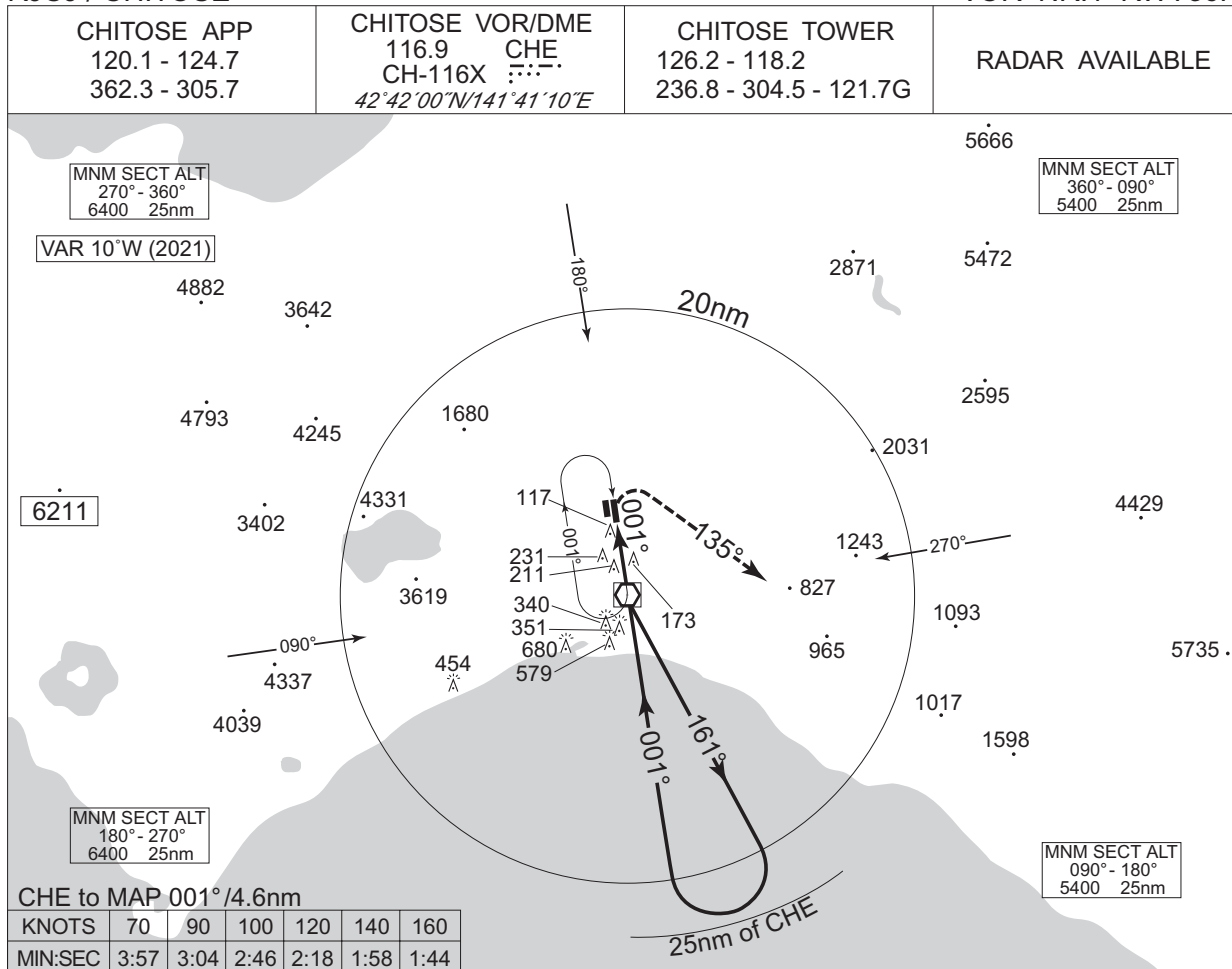 CHITOSE APP
120.1 - 124.7
362.3 - 305.7
CHITOSE VOR/DME
116.9 CHE
CH-116X
42°42´00˝N/141°41´10˝E
CHITOSE TOWER
126.2 - 118.2
236.8 - 304.5 - 121.7G
RADAR AVAILABLE
MNM SECT ALT
270° - 360°
6400 25nm
VAR 10°W (2021)
5666
MNM SECT ALT
360° - 090°
5400 25nm
4882
3642
180°
20nm
2871
5472
4793
4245
1680
2595
2031
6211
3402
4331
117
001°
001°
135°
4429
231
211
1243
270°
3619
340
351
680
579
173
827
1093
965
5735
090°
4337
454
4039
1017
1598
001°
161°
MNM SECT ALT
180° - 270°
6400 25nm
MNM SECT ALT
090° - 180°
5400 25nm
25nm of CHE
CHE to MAP 001°/4.6nm
KNOTS 70 90 100 120 140 160
MIN:SEC 3:57 3:04 2:46 2:18 1:58 1:44